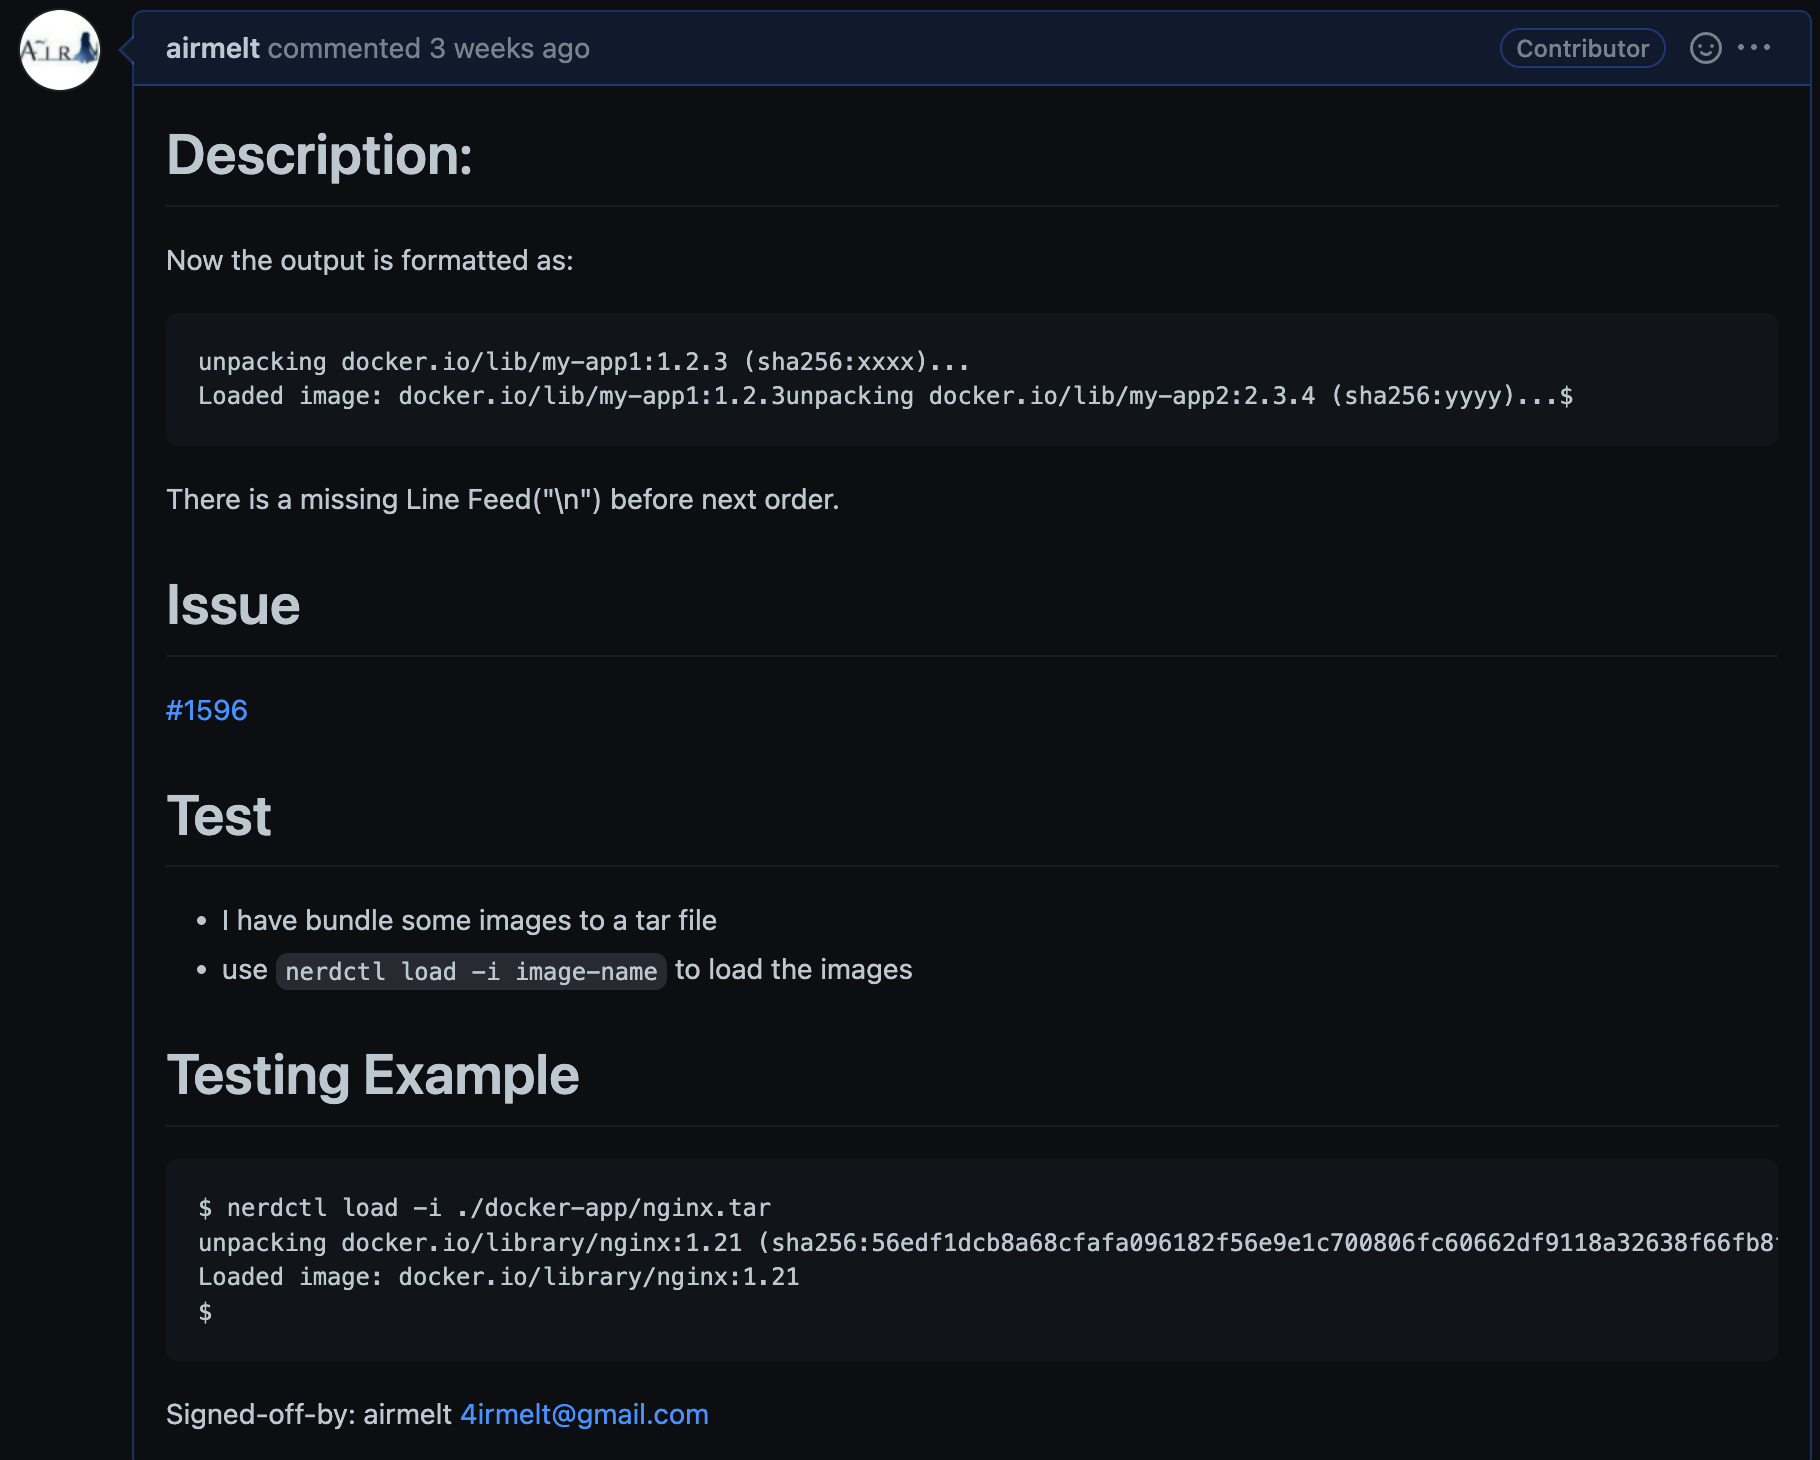 airmelt commented 3 weeks ago
Contributor
Description:
Now the output is formatted as:
unpacking docker.io/lib/my-app1:1.2.3 (sha256:xxxx)...
Loaded image: docker.io/lib/my-app1:1.2.3unpacking docker.io/lib/my-app2:2.3.4 (sha256:yyyy)...$
There is a missing Line Feed("\n") before next order.
Issue
#1596
Test
• I have bundle some images to a tar file
• use nerdctl load -i image-name to load the images
Testing Example
$ nerdctl load -i ./docker-app/nginx.tar
unpacking docker.io/library/nginx:1.21 (sha256:56edf1dcb8a68cfafa096182f56e9e1c700806fc60662df9118a32638f66fb8
Loaded image: docker.io/library/nginx:1.21
$
Signed-off-by: airmelt 4irmelt@gmail.com